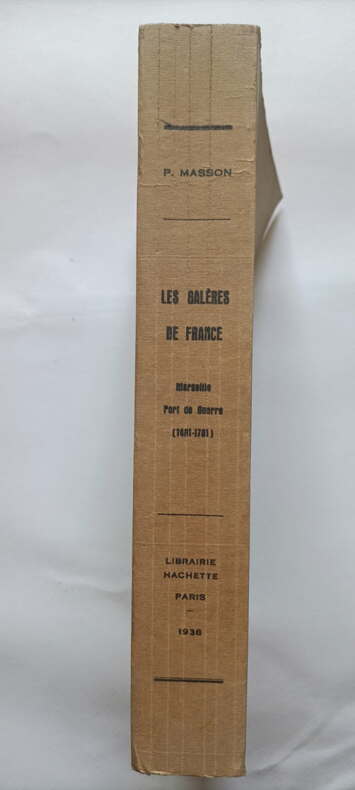 P. MASSON
LES GALÈRES
DE FRANCE
Marseille
Port de Guerre
(1481-1781)
LIBRAIRIE
HACHETTE
PARIS
1938